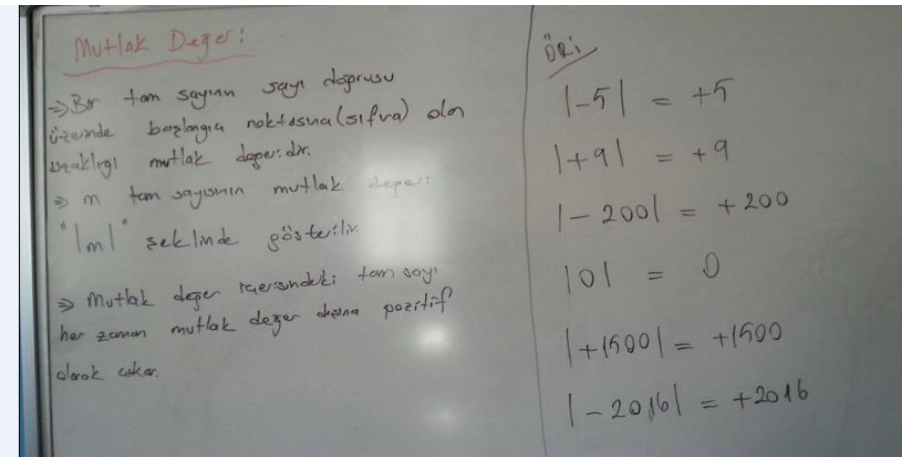 Mutlak Değer:
⇒ Bir tam sayının sayı doğrusu
üzerinde başlangıç noktasına (sıfıra) olan
uzaklığı mutlak değeridir.
⇒ m tam sayısının mutlak değeri
"|m|" şeklinde gösterilir.
⇒ Mutlak değer içerisindeki tam sayı
her zaman mutlak değer dışına pozitif
olarak çıkar.
ÖR:
|-5| = +5
|+9| = +9
|-200| = +200
|0| = 0
|+1500| = +1500
|-2016| = +2016